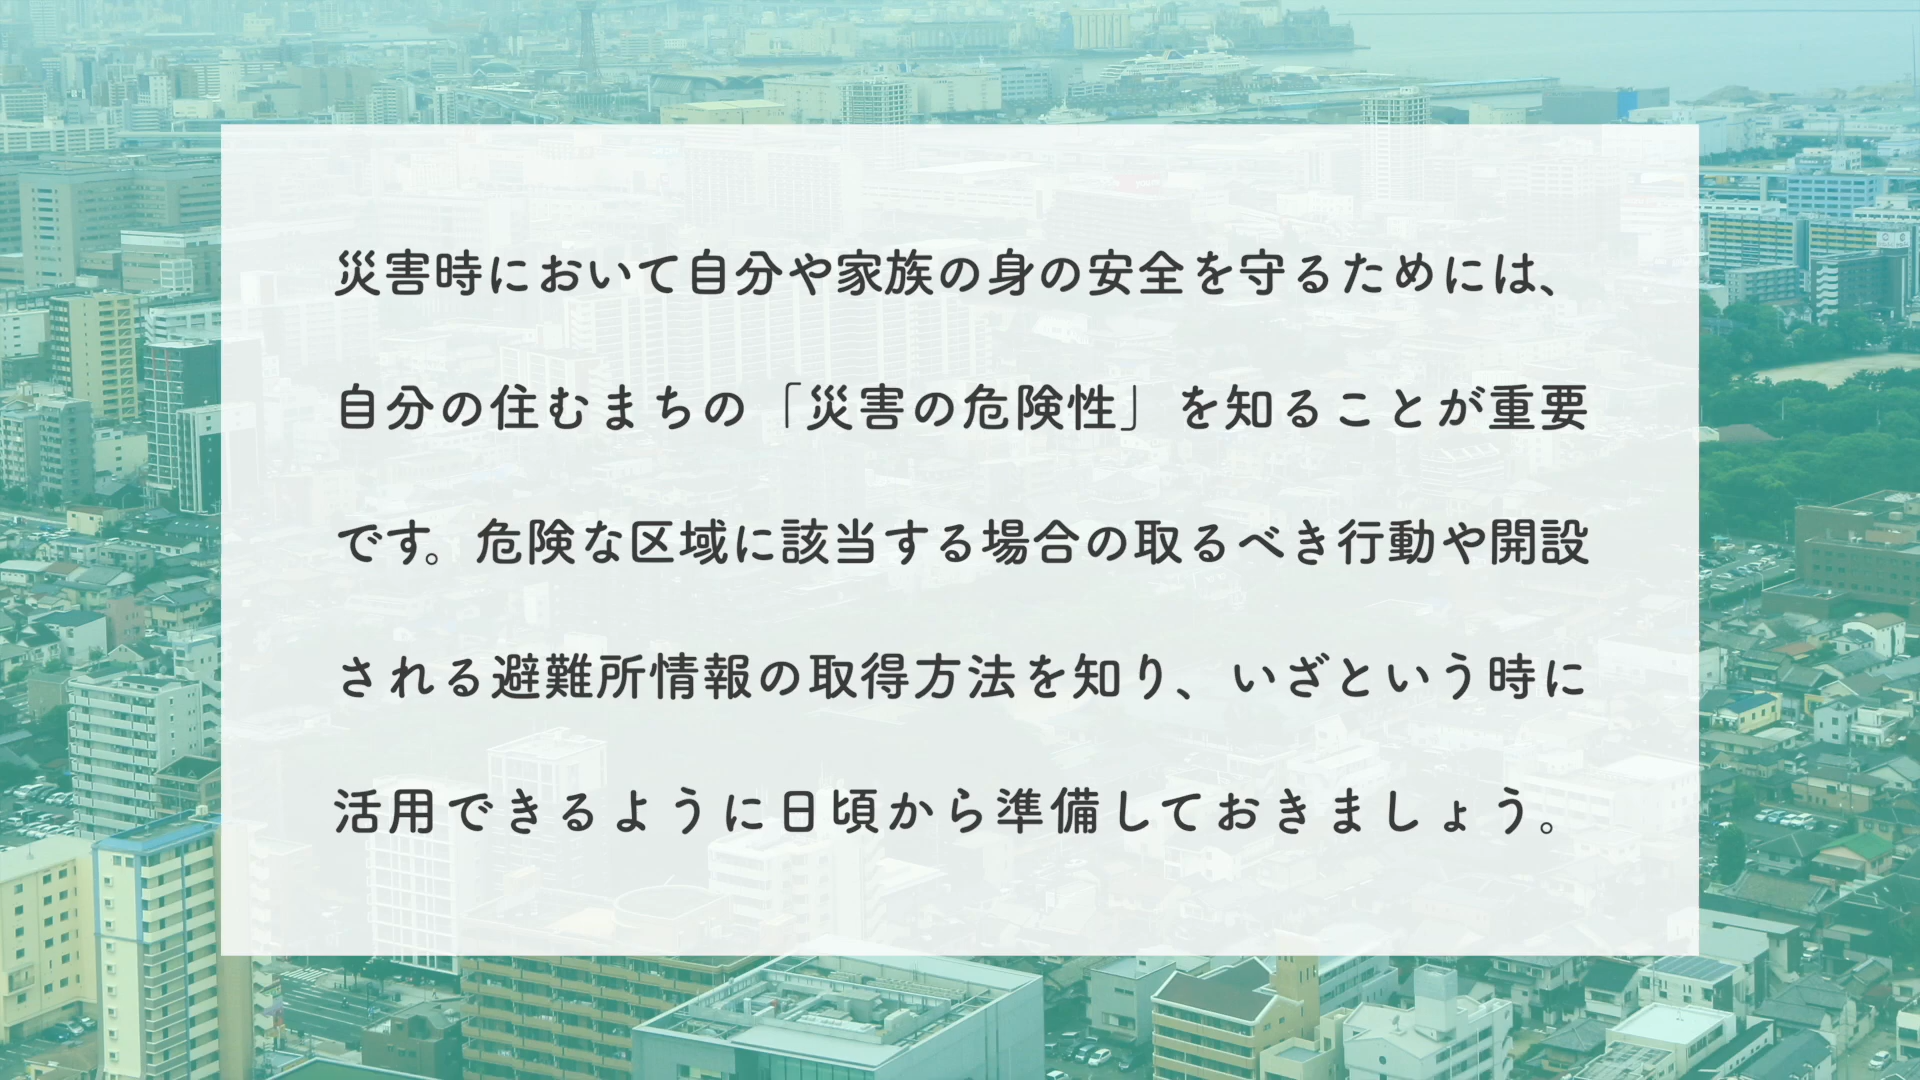 災害時において自分や家族の身の安全を守るためには、
自分の住むまちの「災害の危険性」を知ることが重要
です。危険な区域に該当する場合の取るべき行動や開設
される避難所情報の取得方法を知り、いざという時に
活用できるように日頃から準備しておきましょう。